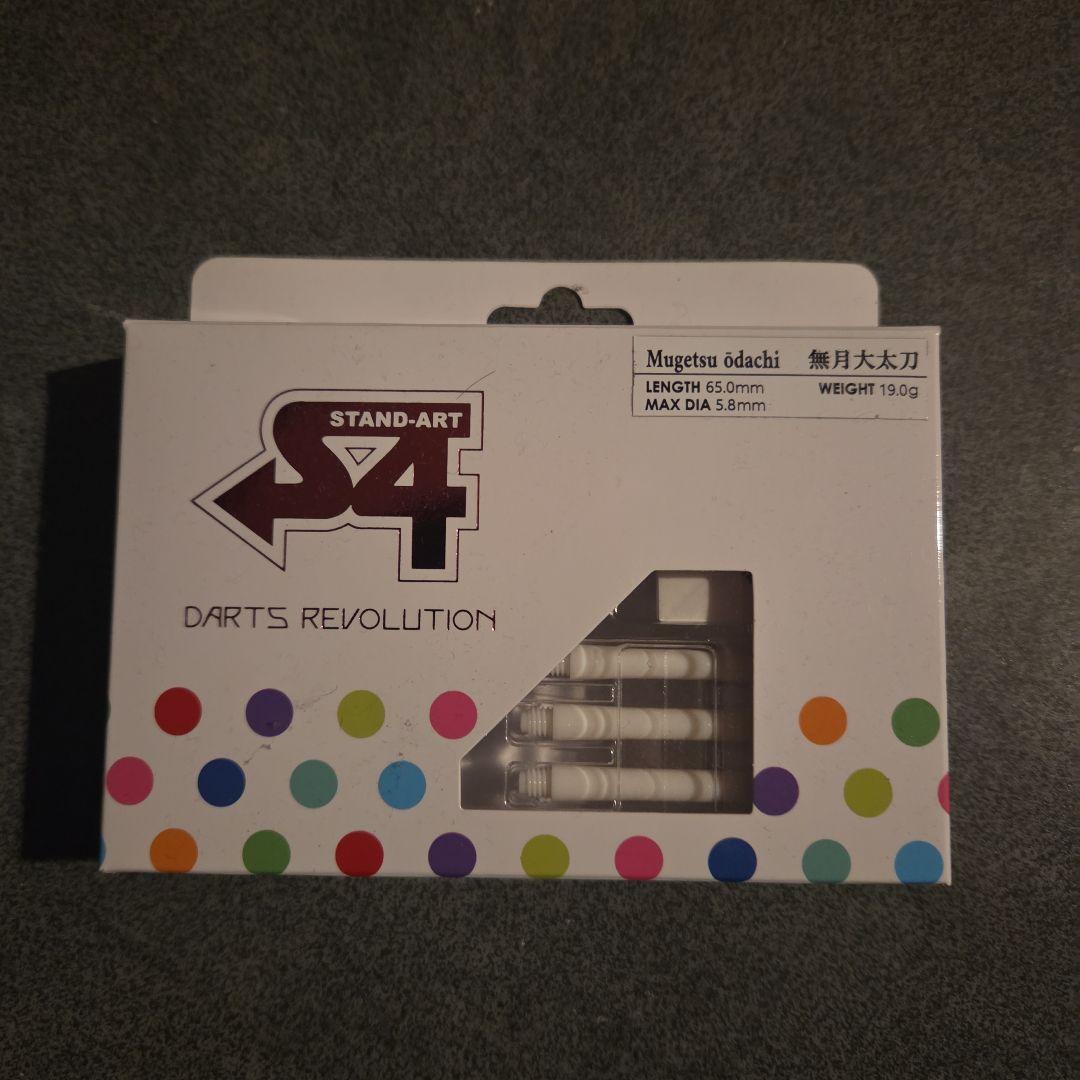 Mugetsu ōdachi 無月大太刀
LENGTH 65.0mm WEIGHT 19.0g
MAX DIA 5.8mm
STAND-ART
S4
DARTS REVOLUTION